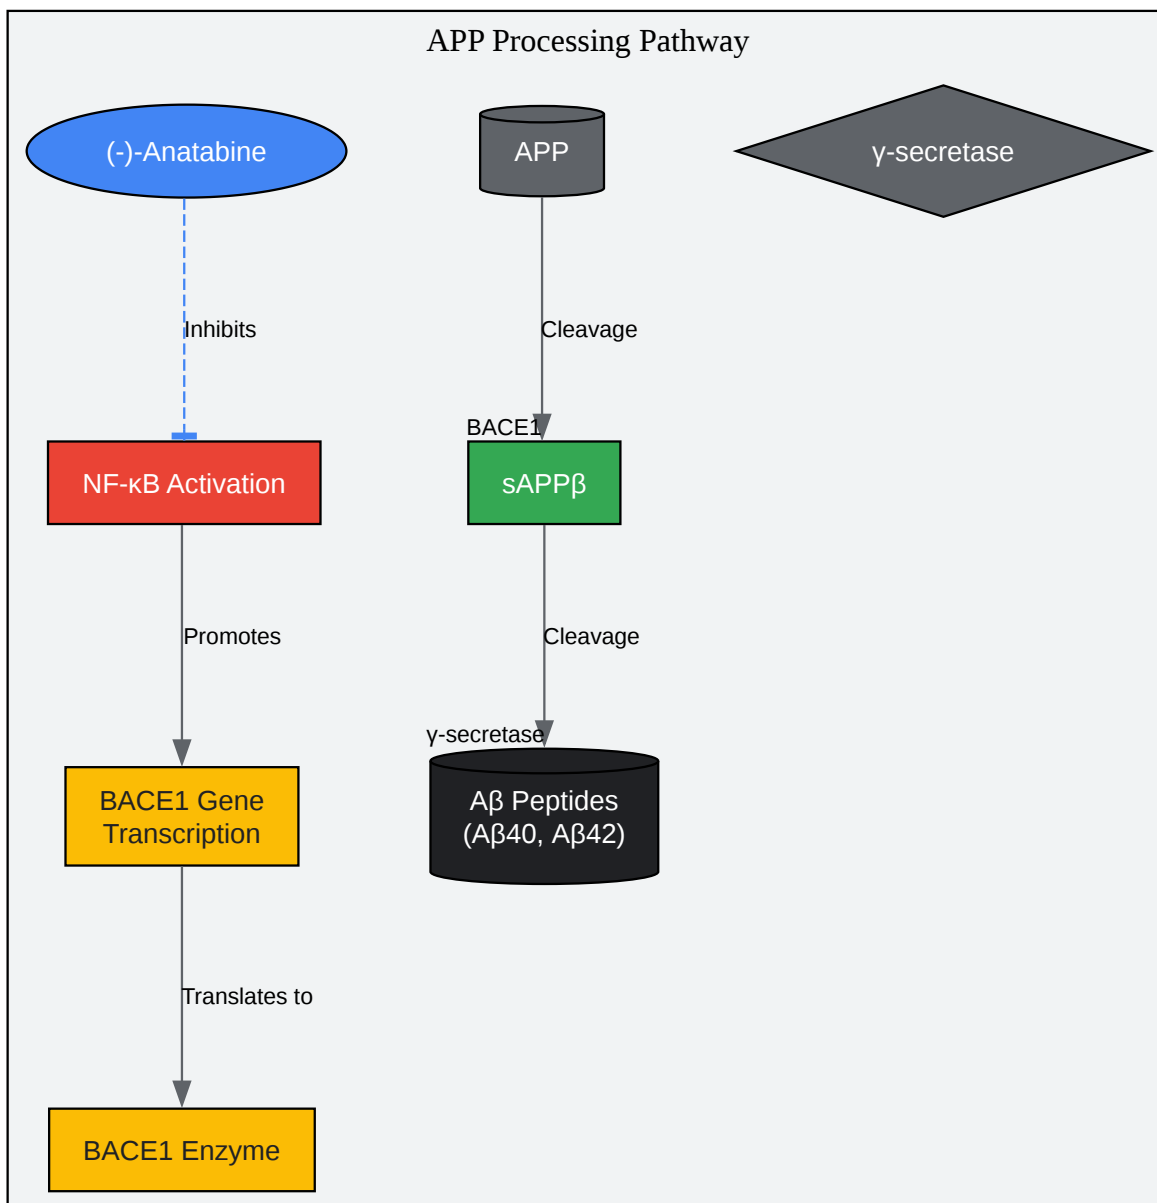 APP Processing Pathway
(-)-Anatabine
APP
γ-secretase
Inhibits
Cleavage
BACE1
NF-κB Activation
sAPPβ
Promotes
Cleavage
γ-secretase
BACE1 Gene
Transcription
Aβ Peptides
(Aβ40, Aβ42)
Translates to
BACE1 Enzyme